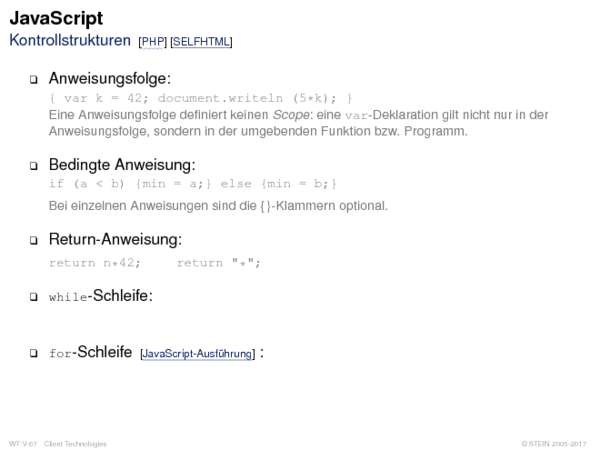 JavaScript
Kontrollstrukturen [PHP] [SELFHTML]
❑ Anweisungsfolge:
{ var k = 42; document.writeln (5*k); }
Eine Anweisungsfolge definiert keinen Scope: eine var-Deklaration gilt nicht nur in der
Anweisungsfolge, sondern in der umgebenden Funktion bzw. Programm.
❑ Bedingte Anweisung:
if (a < b) {min = a;} else {min = b;}
Bei einzelnen Anweisungen sind die {}-Klammern optional.
❑ Return-Anweisung:
return n*42; return "*";
❑ while-Schleife:
❑ for-Schleife [JavaScript-Ausführung] :
WT:V-67 Client Technologies © STEIN 2005-2017